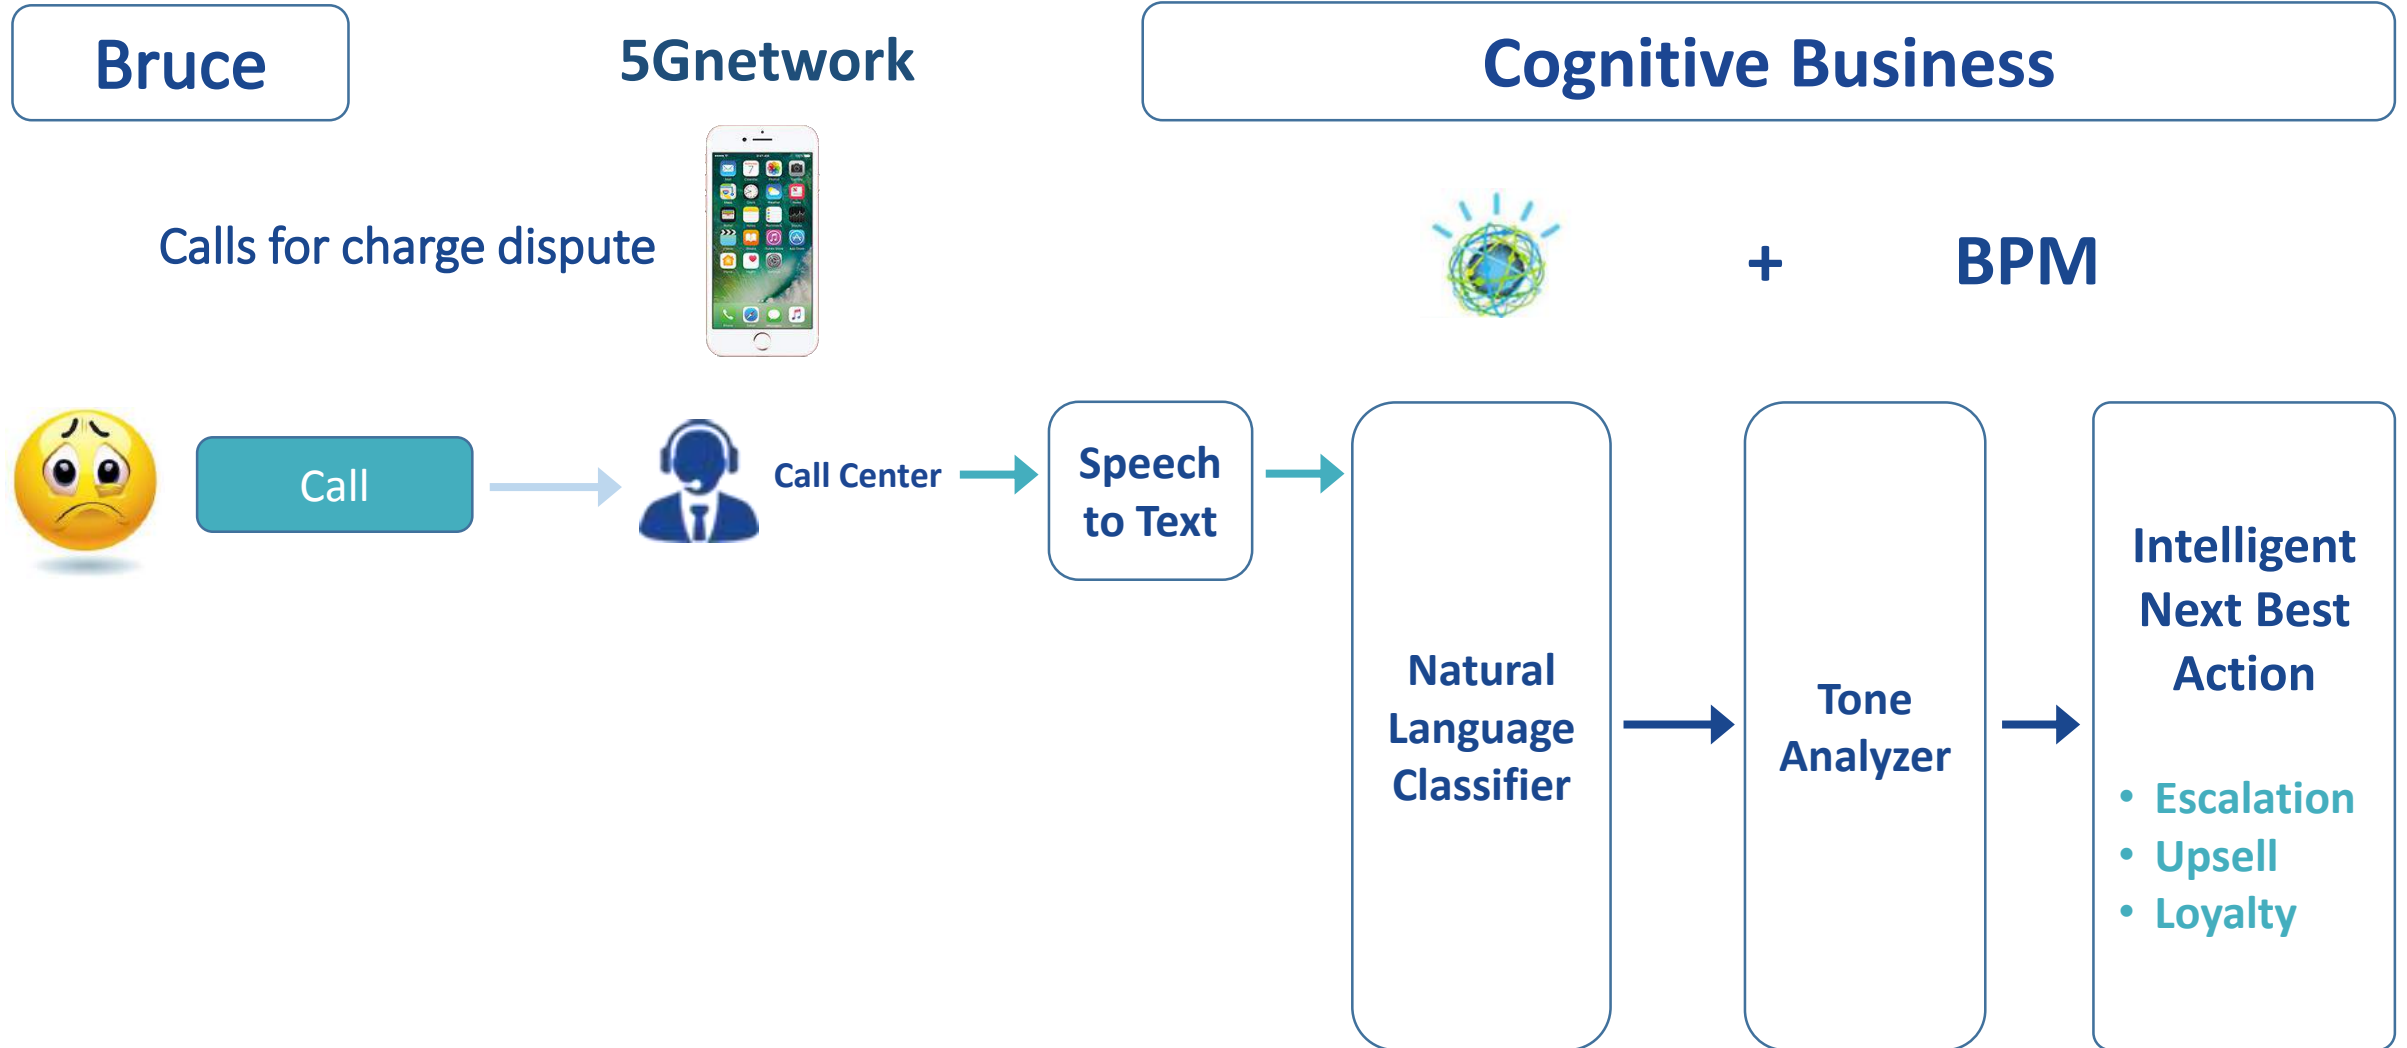 Bruce
5Gnetwork
Cognitive Business
Calls for charge dispute
+
BPM
Call
Call Center
Speech
to Text
Natural
Language
Classifier
Tone
Analyzer
Intelligent
Next Best
Action
• Escalation
• Upsell
• Loyalty